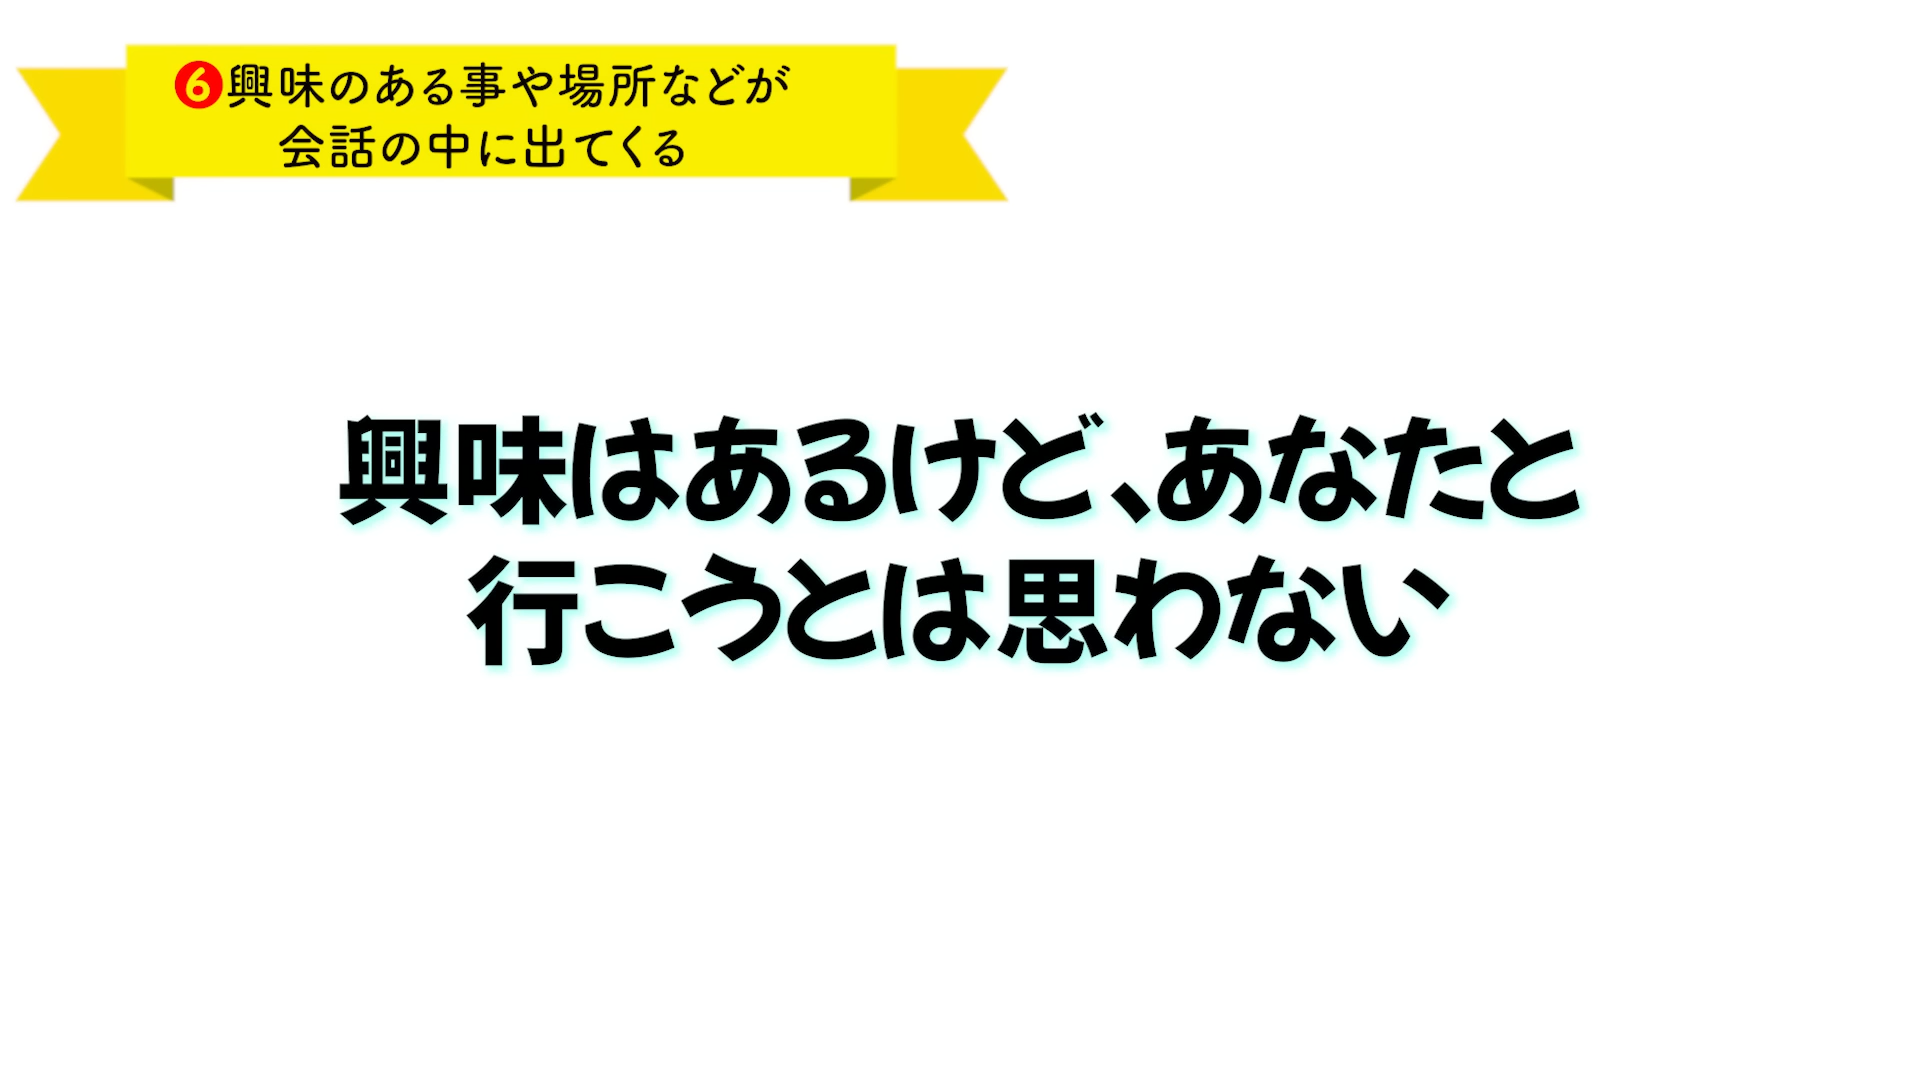 ❻興味のある事や場所などが
会話の中に出てくる
興味はあるけど、あなたと
行こうとは思わない